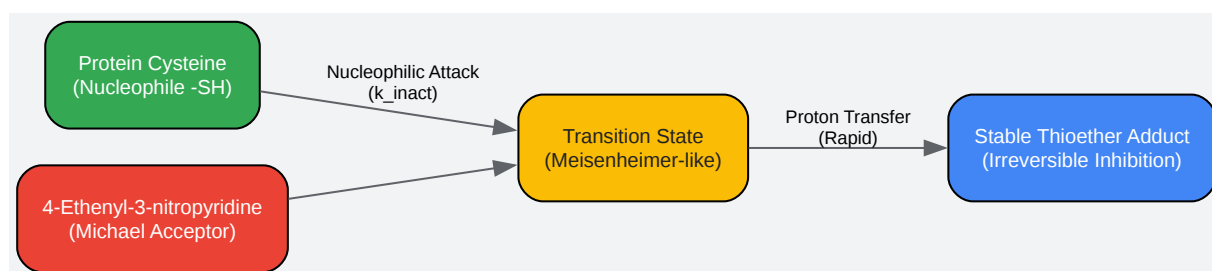 Protein Cysteine
(Nucleophile -SH)
Nucleophilic Attack
(k_inact)
4-Ethenyl-3-nitropyridine
(Michael Acceptor)
Transition State
(Meisenheimer-like)
Proton Transfer
(Rapid)
Stable Thioether Adduct
(Irreversible Inhibition)